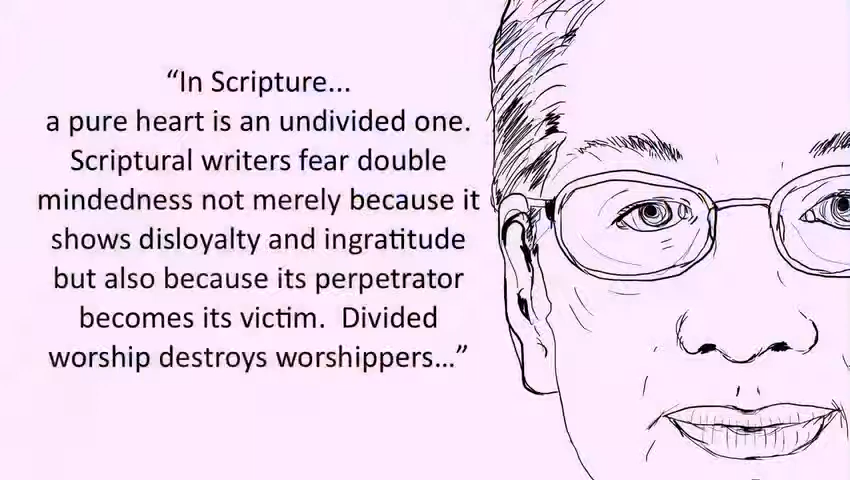 “In Scripture...
a pure heart is an undivided one.
Scriptural writers fear double
mindedness not merely because it
shows disloyalty and ingratitude
but also because its perpetrator
becomes its victim.  Divided
worship destroys worshippers...”